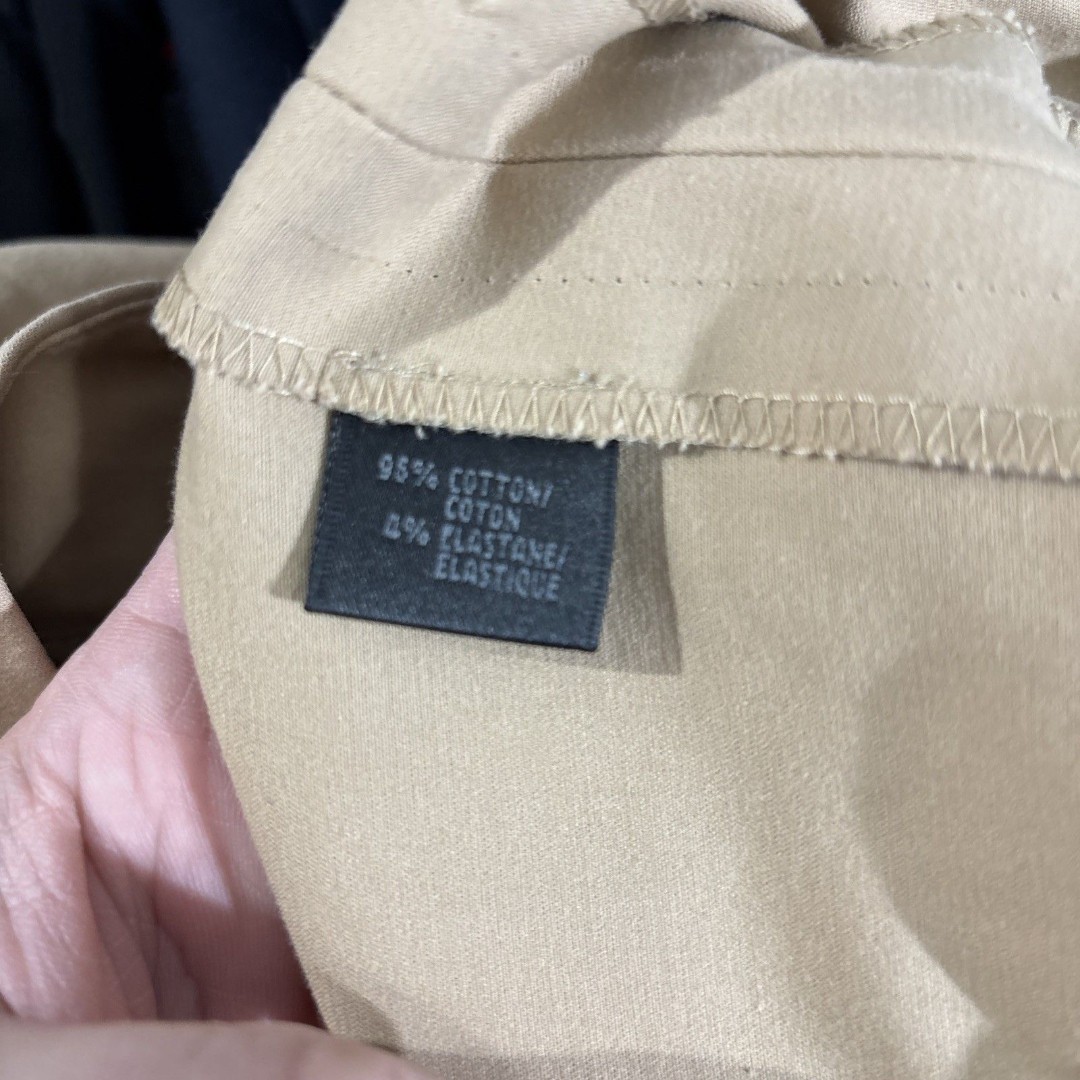 96% COTTON/
COTON
4% ELASTANE/
ELASTIQUE